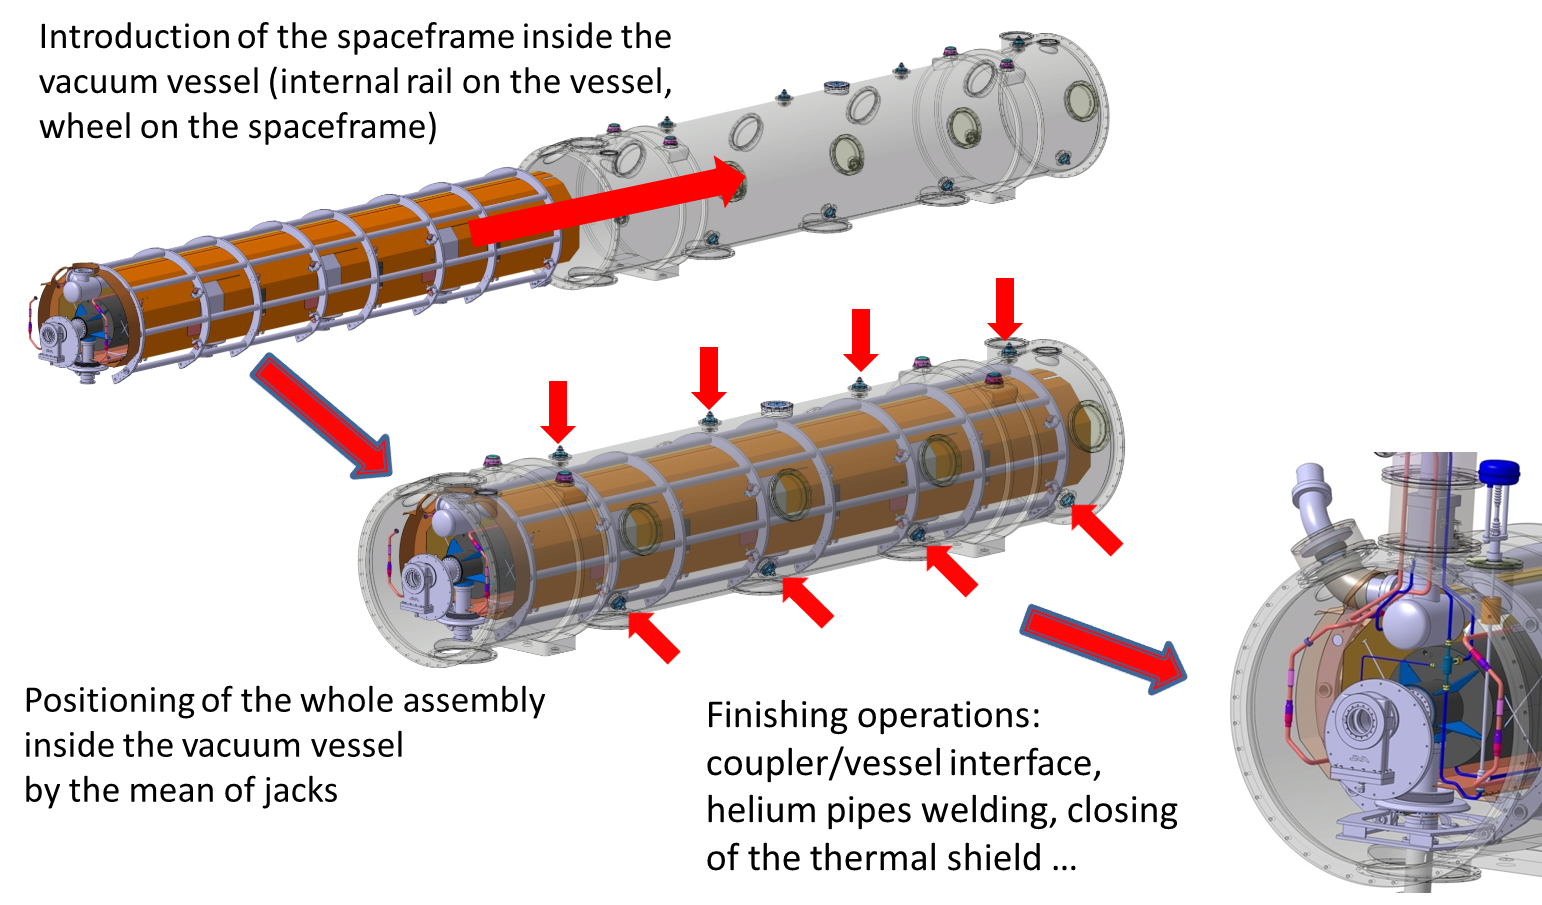 Introduction of the spaceframe inside the
vacuum vessel (internal rail on the vessel,
wheel on the spaceframe)
Positioning of the whole assembly
inside the vacuum vessel
by the mean of jacks
Finishing operations:
coupler/vessel interface,
helium pipes welding, closing
of the thermal shield ...